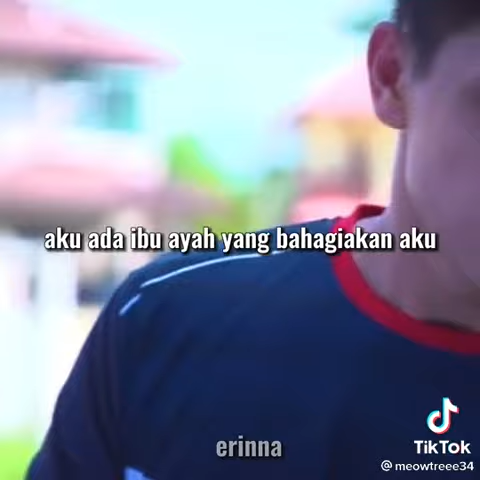 aku ada ibu ayah yang bahagiakan aku
erinna
TikTok
@meowtreee34